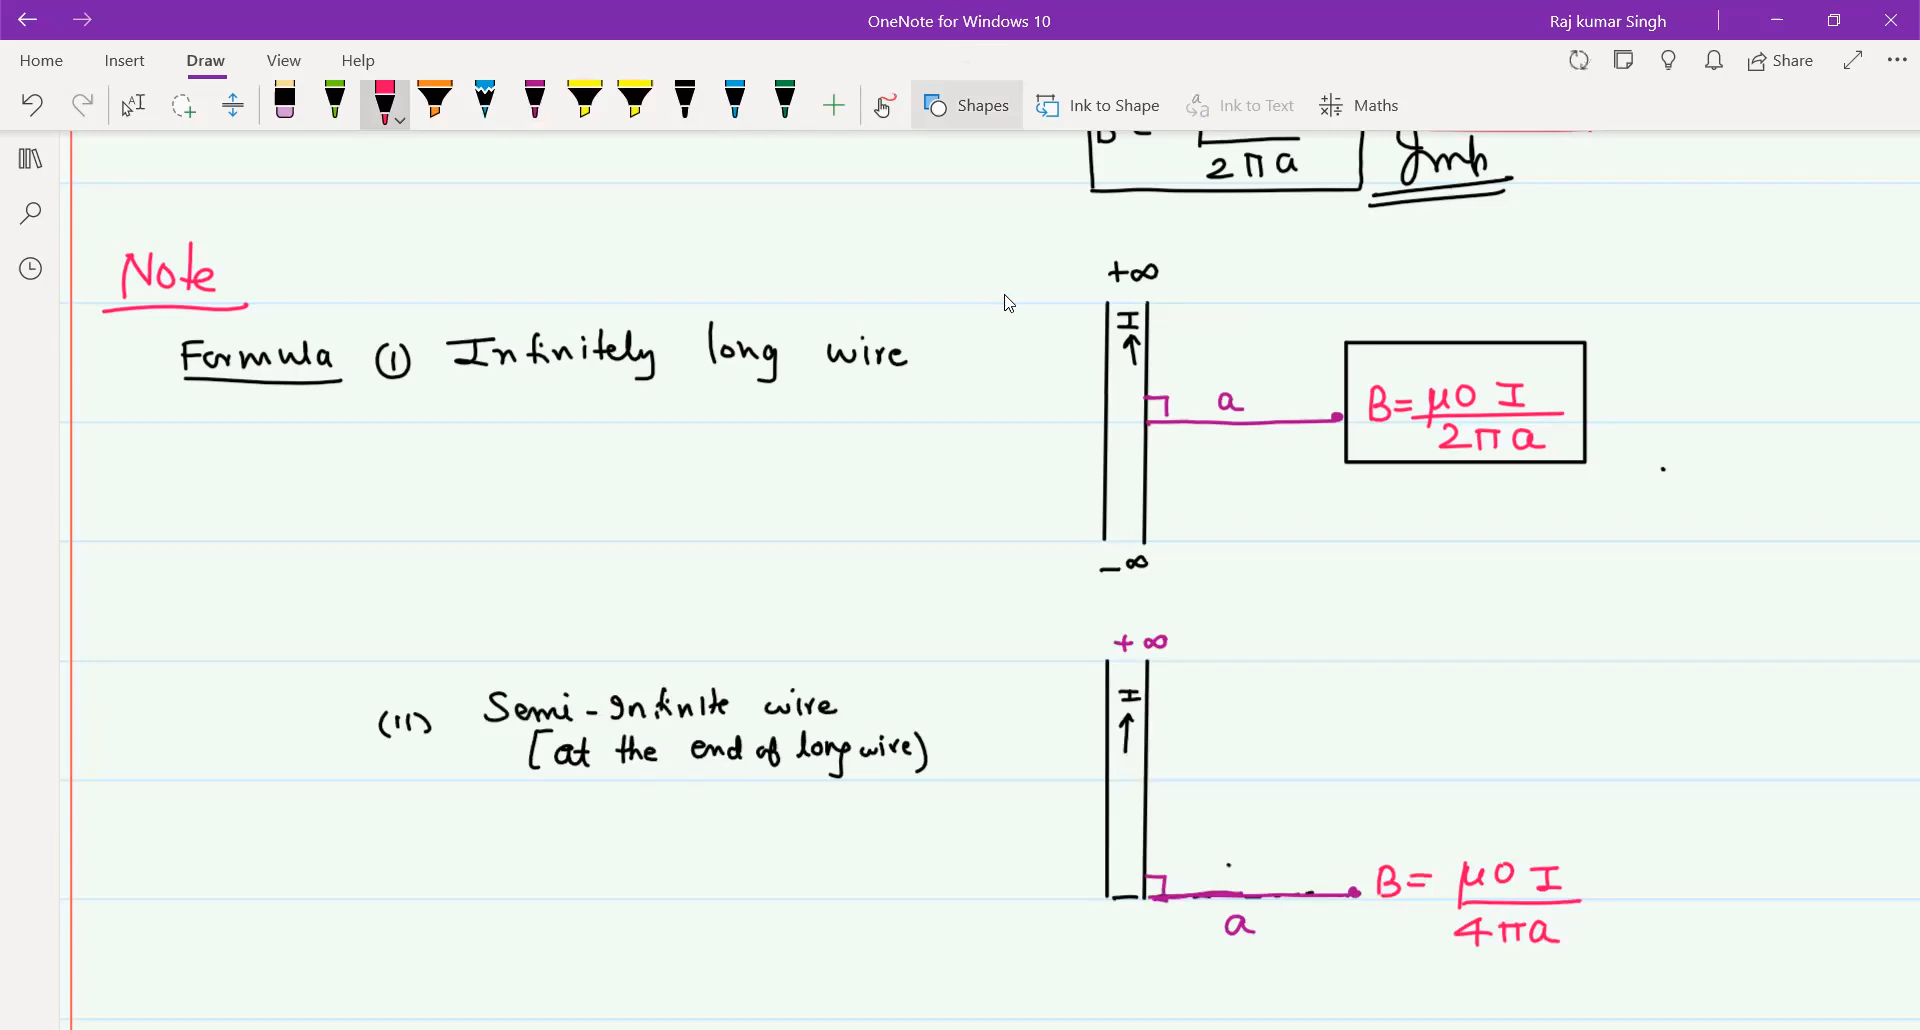 OneNote for Windows 10
Raj kumar Singh
Home Insert Draw View Help
Share
Shapes Ink to Shape Ink to Text Maths
2πa
Imp
Note
+∞
Formula (1) Infinitely long wire
I
a
B = μ0 I
2πa
-∞
+∞
(11) Semi-Infinite wire
[at the end of long wire)
I
B = μ0 I
4πa
a